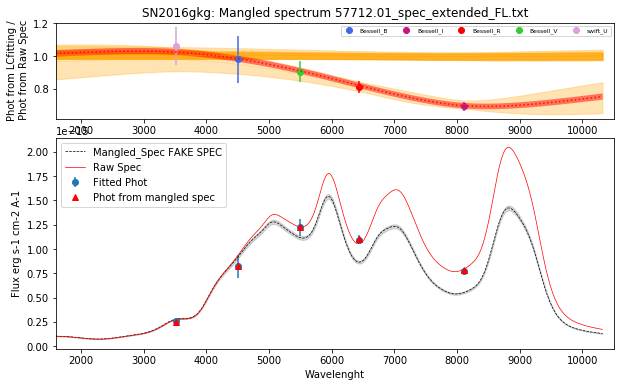 SN2016gkg: Mangled spectrum 57712.01_spec_extended_FL.txt
Phot from LCfitting /
Phot from Raw Spec
1.2
1.0
0.8
Bessell_B
Bessell_I
Bessell_R
Bessell_V
swift_U
2000
3000
4000
5000
6000
7000
8000
9000
10000
Flux erg s-1 cm-2 A-1
2.00
1.75
1.50
1.25
1.00
0.75
0.50
0.25
0.00
Mangled_Spec FAKE SPEC
Raw Spec
Fitted Phot
Phot from mangled spec
2000
3000
4000
5000
6000
7000
8000
9000
10000
Wavelenght